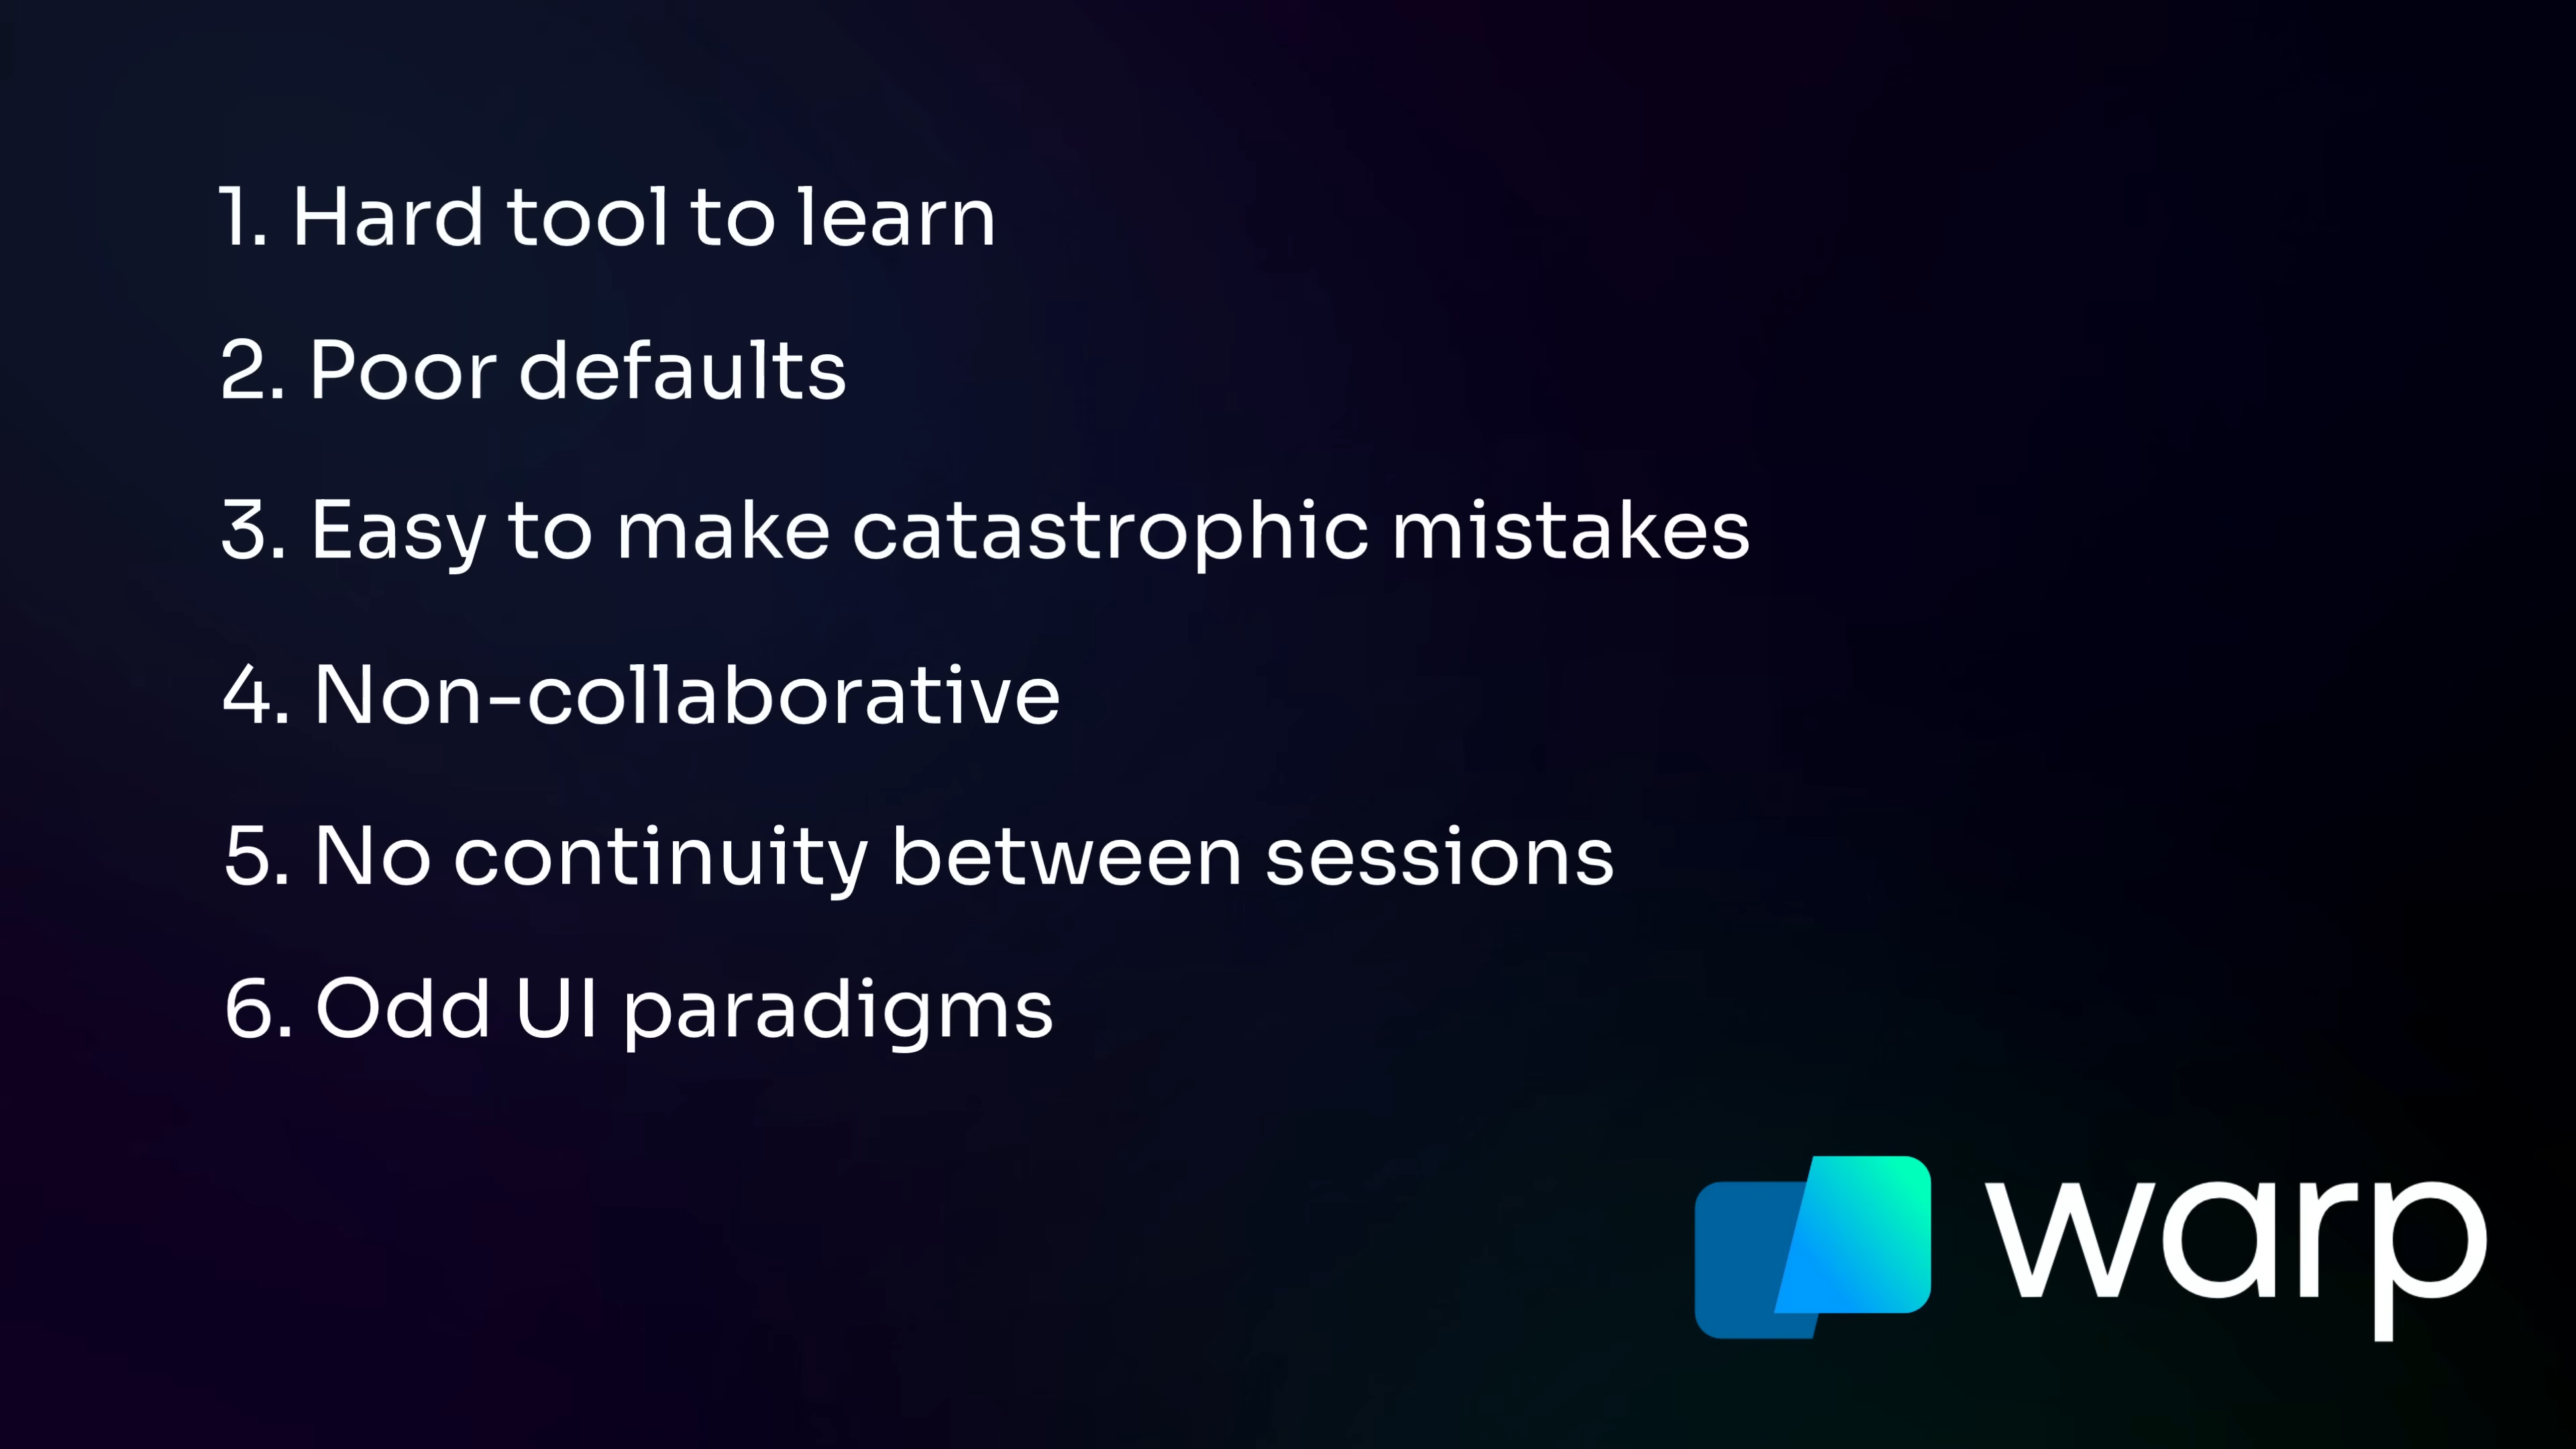 1. Hard tool to learn
2. Poor defaults
3. Easy to make catastrophic mistakes
4. Non-collaborative
5. No continuity between sessions
6. Odd UI paradigms
warp